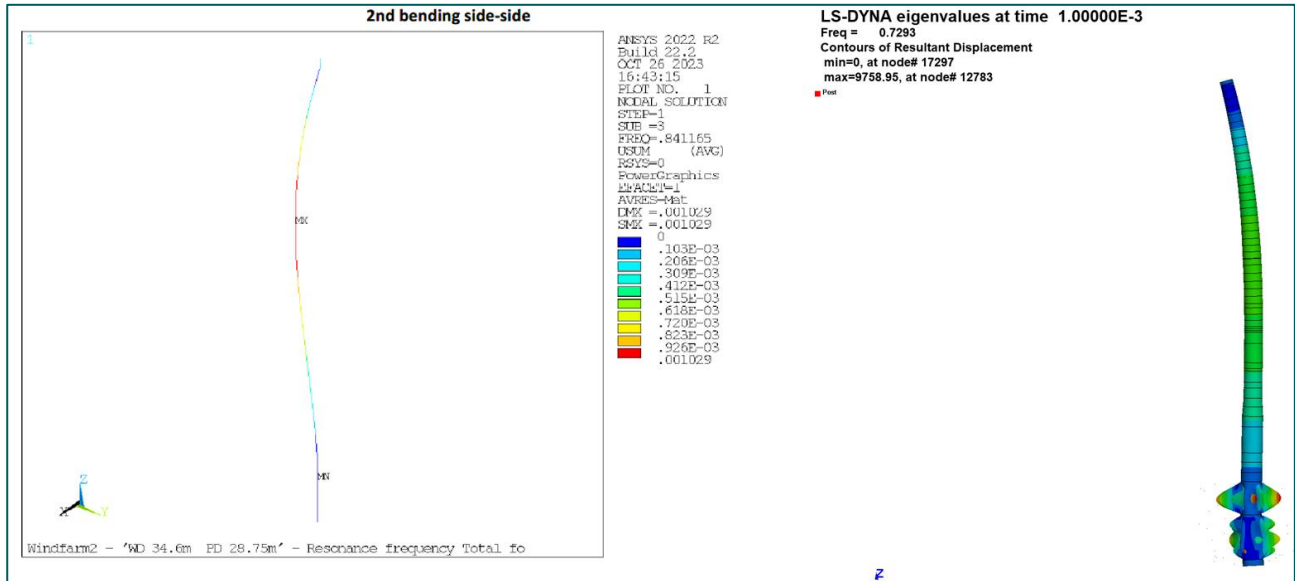 2nd bending side-side
1
ANSYS 2022 R2
Build 22.2
OCT 26 2023
16:43:15
PLOT NO. 1
NODAL SOLUTION
STEP=1
SUB =3
FREQ=.841165
USUM (AVG)
RSYS=0
PowerGraphics
EFACET=1
AVRES=Mat
DMX =.001029
SMX =.001029
0
.103E-03
.206E-03
.309E-03
.412E-03
.515E-03
.618E-03
.720E-03
.823E-03
.926E-03
.001029
MX
MN
Z
X
Y
Windfarm2 - 'WD 34.6m PD 28.75m' - Resonance frequency Total fo
LS-DYNA eigenvalues at time 1.00000E-3
Freq = 0.7293
Contours of Resultant Displacement
min=0, at node# 17297
max=9758.95, at node# 12783
Post
Z